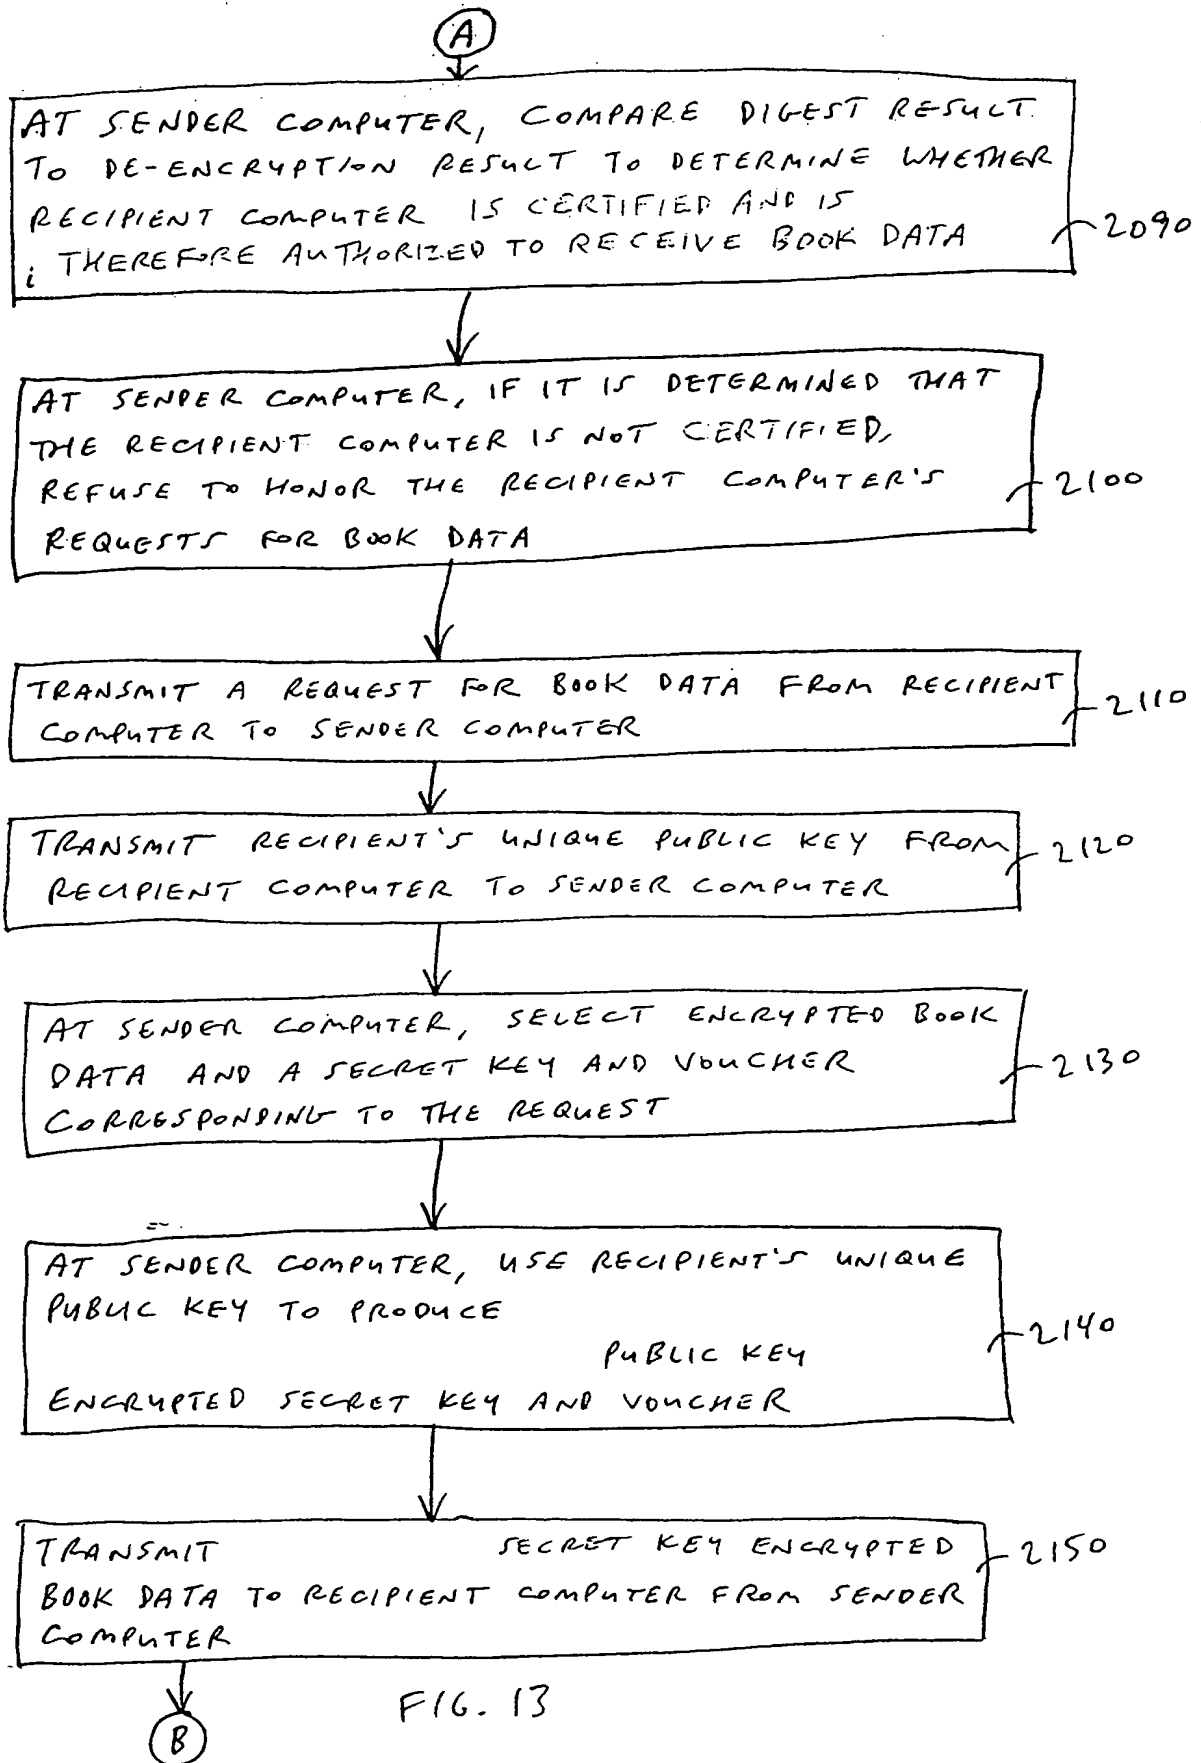 A
AT SENDER COMPUTER, COMPARE DIGEST RESULT
TO DE-ENCRYPTION RESULT TO DETERMINE WHETHER
RECIPIENT COMPUTER IS CERTIFIED AND IS
THEREFORE AUTHORIZED TO RECEIVE BOOK DATA
2090
AT SENDER COMPUTER, IF IT IS DETERMINED THAT
THE RECIPIENT COMPUTER IS NOT CERTIFIED,
REFUSE TO HONOR THE RECIPIENT COMPUTER'S
REQUESTS FOR BOOK DATA
2100
TRANSMIT A REQUEST FOR BOOK DATA FROM RECIPIENT
COMPUTER TO SENDER COMPUTER
2110
TRANSMIT RECIPIENT'S UNIQUE PUBLIC KEY FROM
RECIPIENT COMPUTER TO SENDER COMPUTER
2120
AT SENDER COMPUTER, SELECT ENCRYPTED BOOK
DATA AND A SECRET KEY AND VOUCHER
CORRESPONDING TO THE REQUEST
2130
AT SENDER COMPUTER, USE RECIPIENT'S UNIQUE
PUBLIC KEY TO PRODUCE
PUBLIC KEY
ENCRYPTED SECRET KEY AND VOUCHER
2140
TRANSMIT SECRET KEY ENCRYPTED
BOOK DATA TO RECIPIENT COMPUTER FROM SENDER
COMPUTER
2150
B
FIG. 13